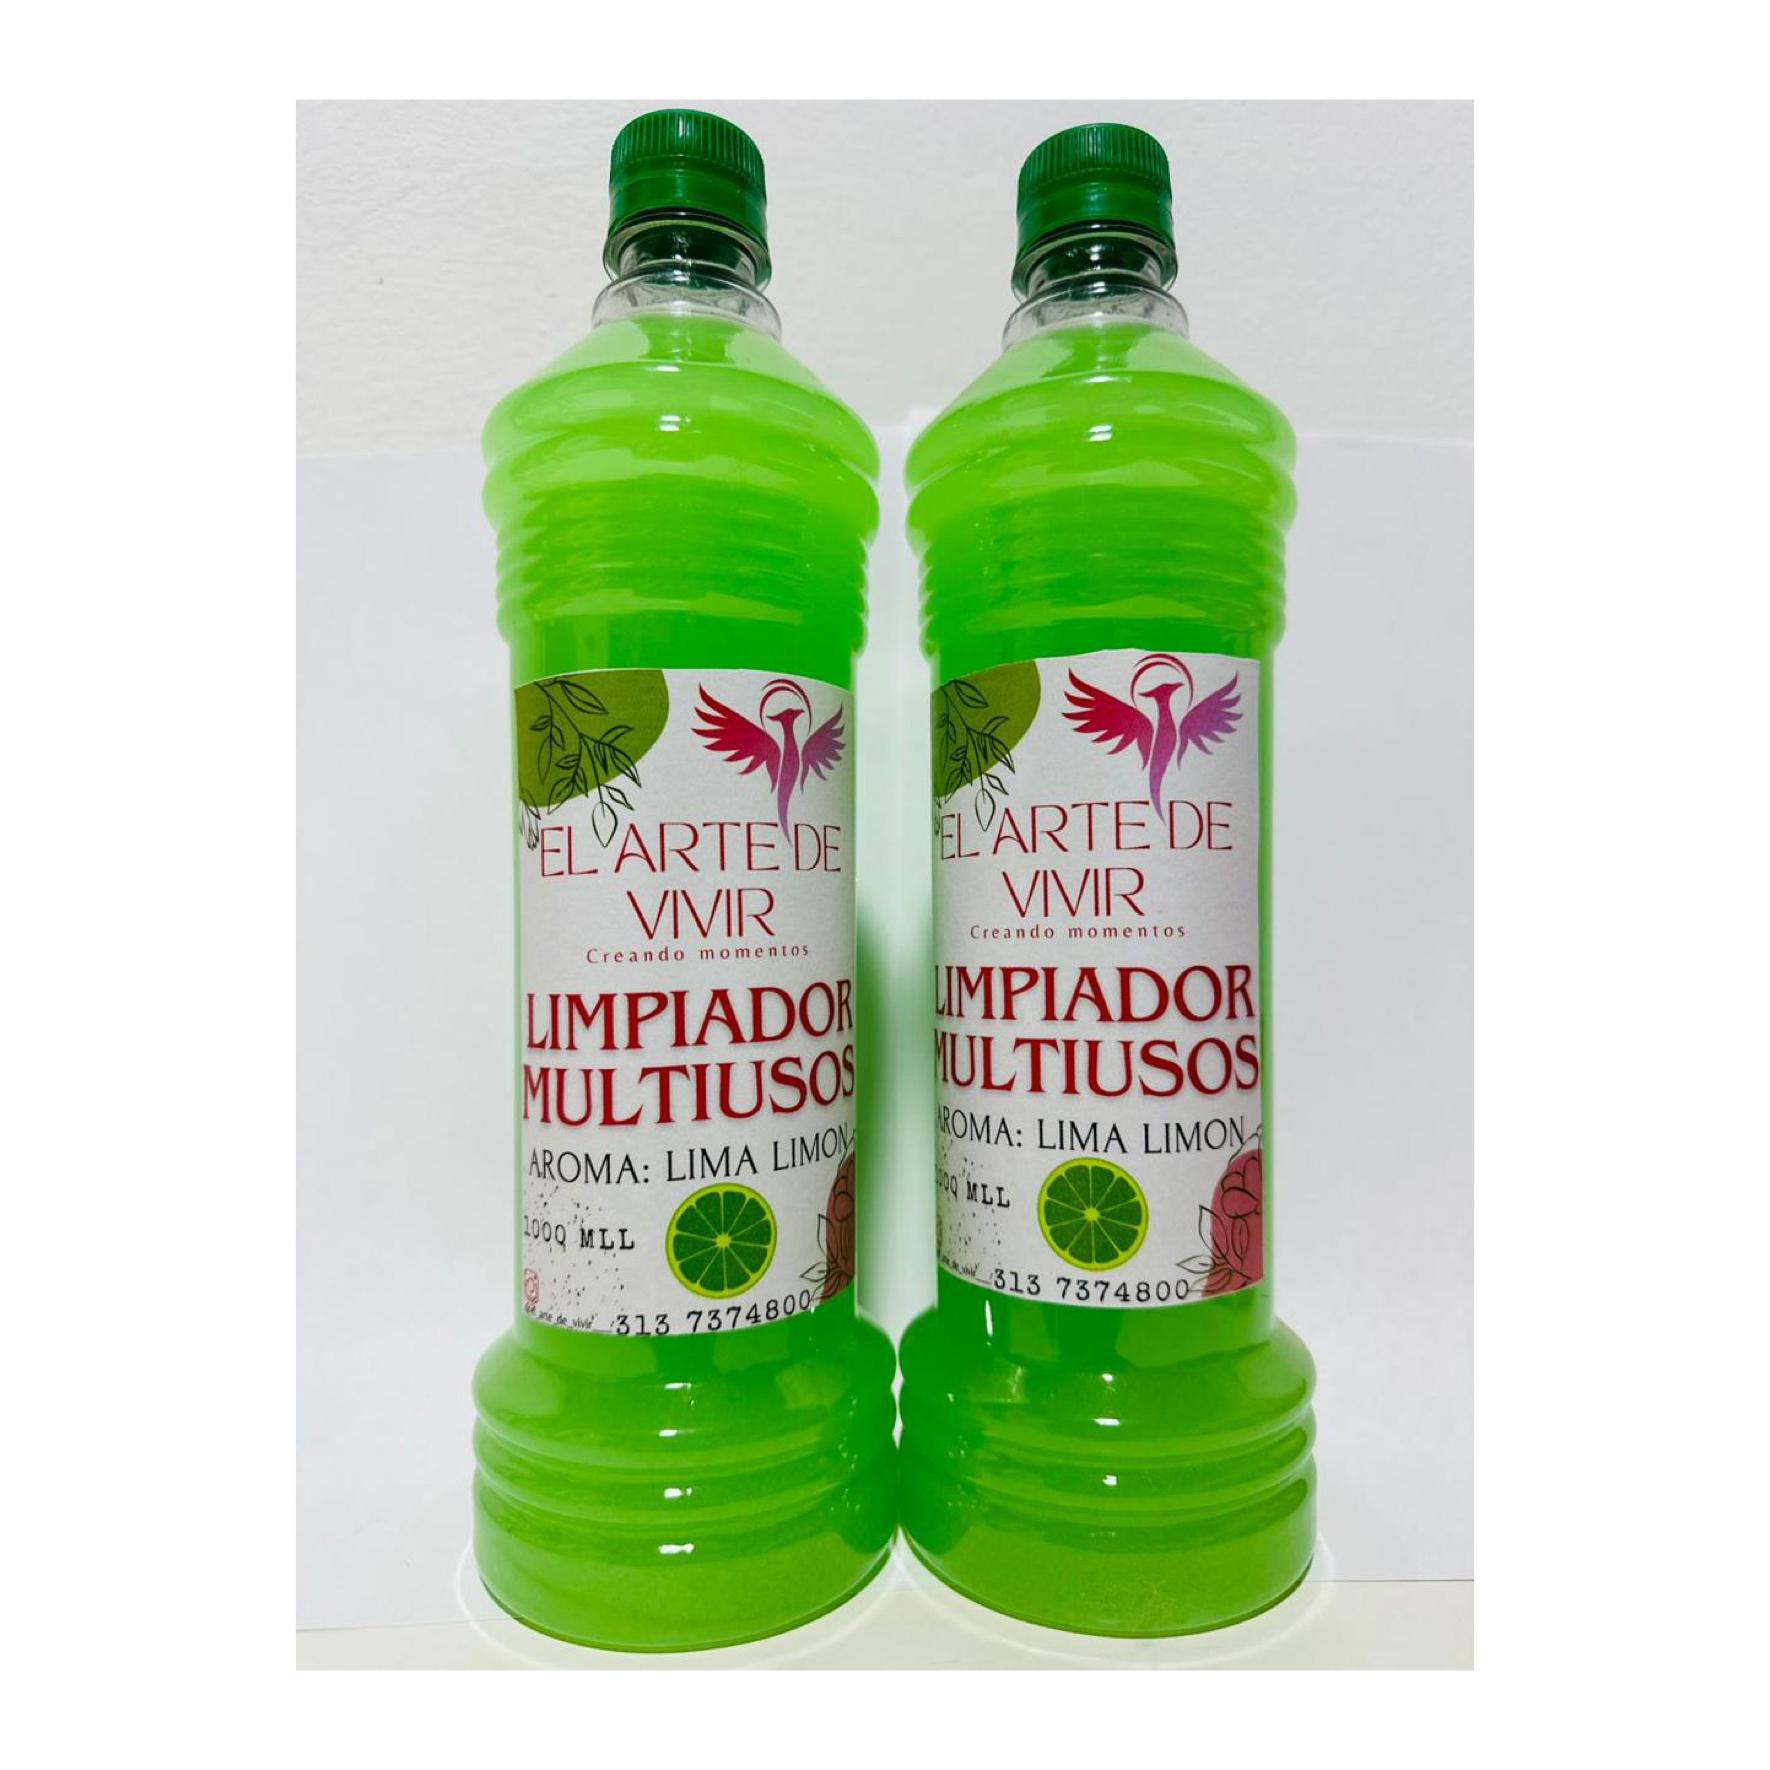 EL ARTE DE
VIVIR
Creando momentos
LIMPIADOR
MULTIUSOS
AROMA: LIMA LIMON
1000 MLL
313 7374800
EL ARTE DE
VIVIR
Creando momentos
LIMPIADOR
MULTIUSOS
AROMA: LIMA LIMON
MLL
313 7374800